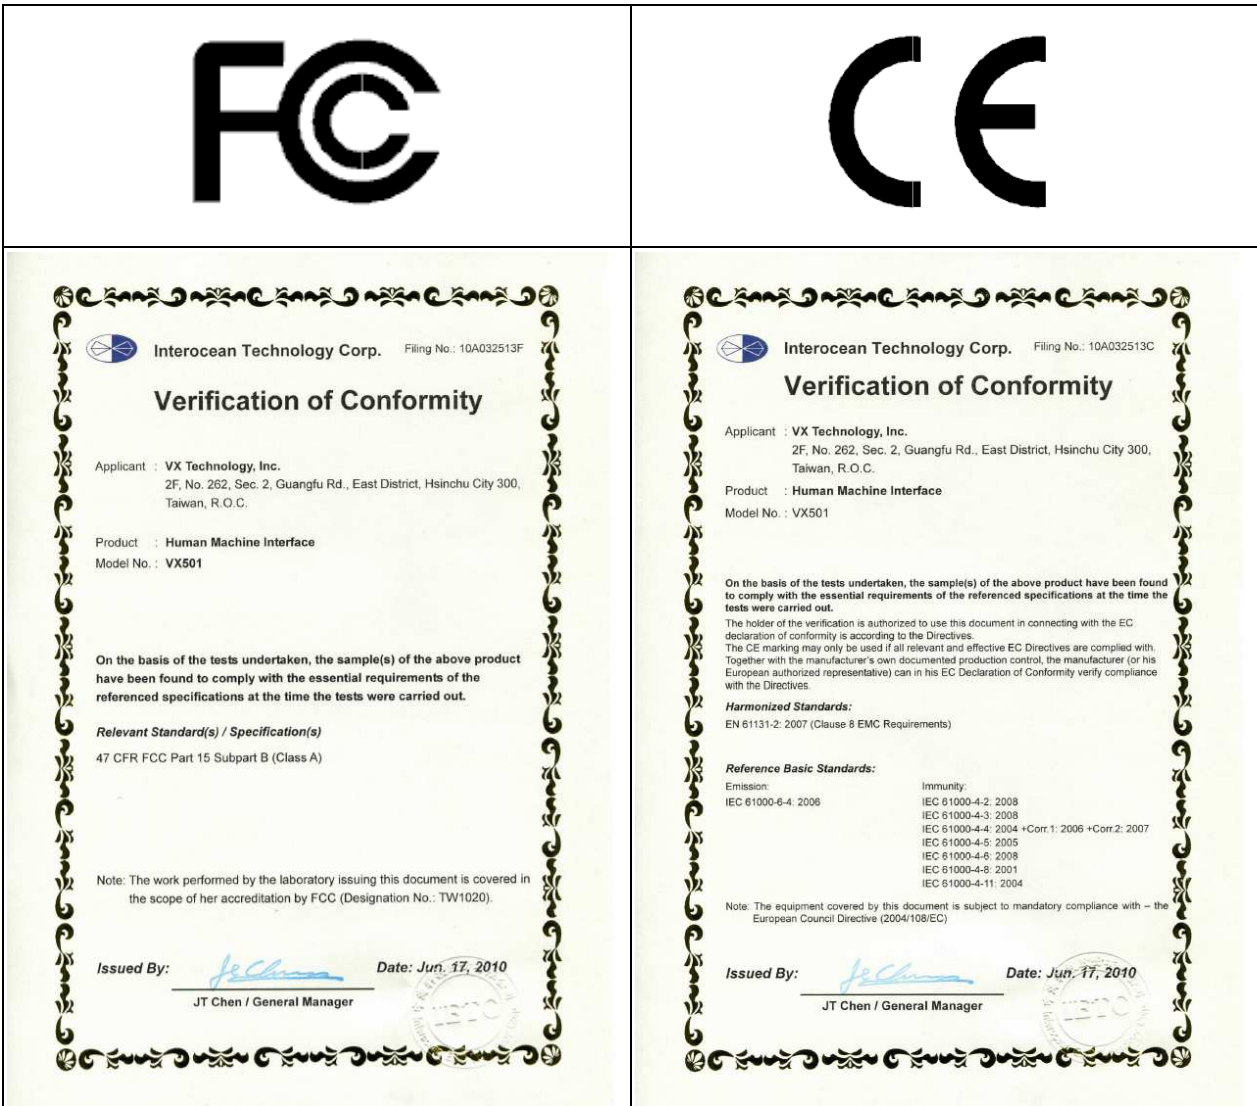 FCC
CE
Interocean Technology Corp. Filing No.: 10A032513F
Verification of Conformity
Applicant : VX Technology, Inc.
2F, No. 262, Sec. 2, Guangfu Rd., East District, Hsinchu City 300,
Taiwan, R.O.C.
Product : Human Machine Interface
Model No. : VX501
On the basis of the tests undertaken, the sample(s) of the above product
have been found to comply with the essential requirements of the
referenced specifications at the time the tests were carried out.
Relevant Standard(s) / Specification(s)
47 CFR FCC Part 15 Subpart B (Class A)
Note: The work performed by the laboratory issuing this document is covered in
the scope of her accreditation by FCC (Designation No.: TW1020).
Issued By: Date: Jun. 17, 2010
JT Chen / General Manager
Interocean Technology Corp. Filing No.: 10A032513C
Verification of Conformity
Applicant : VX Technology, Inc.
2F, No. 262, Sec. 2, Guangfu Rd., East District, Hsinchu City 300,
Taiwan, R.O.C.
Product : Human Machine Interface
Model No. : VX501
On the basis of the tests undertaken, the sample(s) of the above product have been found
to comply with the essential requirements of the referenced specifications at the time the
tests were carried out.
The holder of the verification is authorized to use this document in connecting with the EC
declaration of conformity is according to the Directives.
The CE marking may only be used if all relevant and effective EC Directives are complied with.
Together with the manufacturer's own documented production control, the manufacturer (or his
European authorized representative) can in his EC Declaration of Conformity verify compliance
with the Directives.
Harmonized Standards:
EN 61131-2: 2007 (Clause 8 EMC Requirements)
Reference Basic Standards:
Emission: Immunity:
IEC 61000-6-4: 2006 IEC 61000-4-2: 2008
IEC 61000-4-3: 2008
IEC 61000-4-4: 2004 +Corr.1: 2006 +Corr.2: 2007
IEC 61000-4-5: 2005
IEC 61000-4-6: 2008
IEC 61000-4-8: 2001
IEC 61000-4-11: 2004
Note: The equipment covered by this document is subject to mandatory compliance with – the
European Council Directive (2004/108/EC)
Issued By: Date: Jun. 17, 2010
JT Chen / General Manager